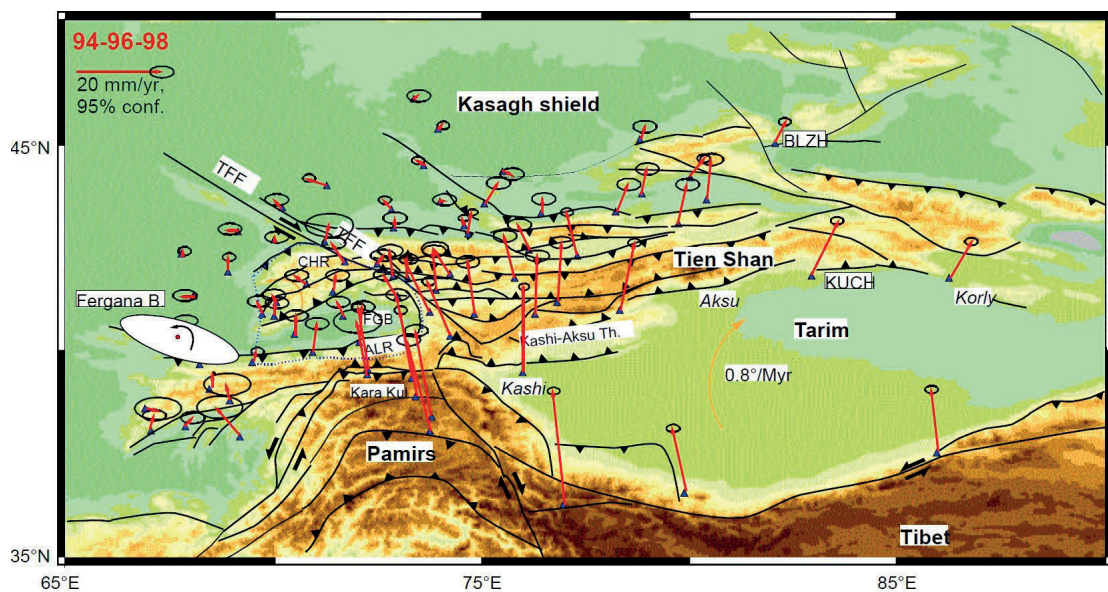 94-96-98
20 mm/yr,
95% conf.
Kasagh shield
45°N
BLZH
TFF
TFF
CHR
Tien Shan
KUCH
Fergana B.
Aksu
Korly
FGB
Tarim
Kashi-Aksu Th.
ALR
0.8°/Myr
Kashi
Kara Kul
Pamirs
Tibet
35°N
65°E
75°E
85°E